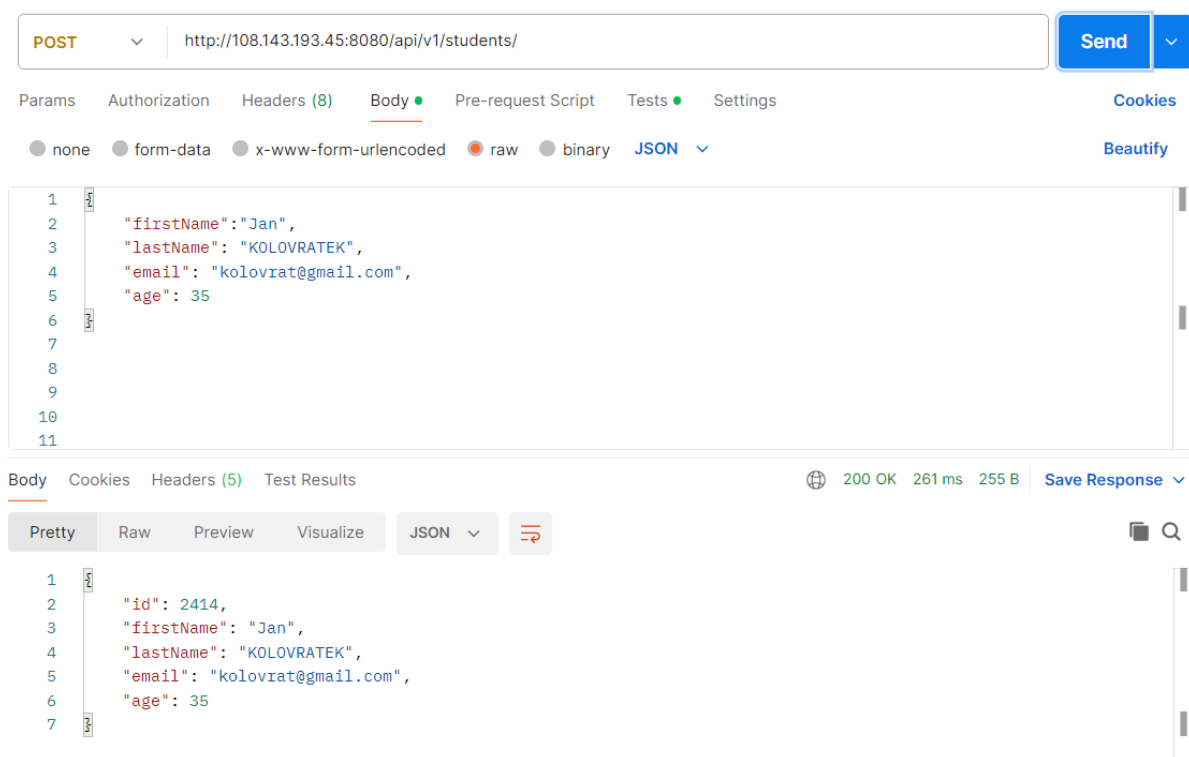 POST http://108.143.193.45:8080/api/v1/students/ Send
Params Authorization Headers (8) Body Pre-request Script Tests Settings Cookies
none form-data x-www-form-urlencoded raw binary JSON Beautify
1 {
2 "firstName":"Jan",
3 "lastName": "KOLOVRATEK",
4 "email": "kolovrat@gmail.com",
5 "age": 35
6 }
7
8
9
10
11
Body Cookies Headers (5) Test Results 200 OK 261 ms 255 B Save Response
Pretty Raw Preview Visualize JSON
1 {
2 "id": 2414,
3 "firstName": "Jan",
4 "lastName": "KOLOVRATEK",
5 "email": "kolovrat@gmail.com",
6 "age": 35
7 }